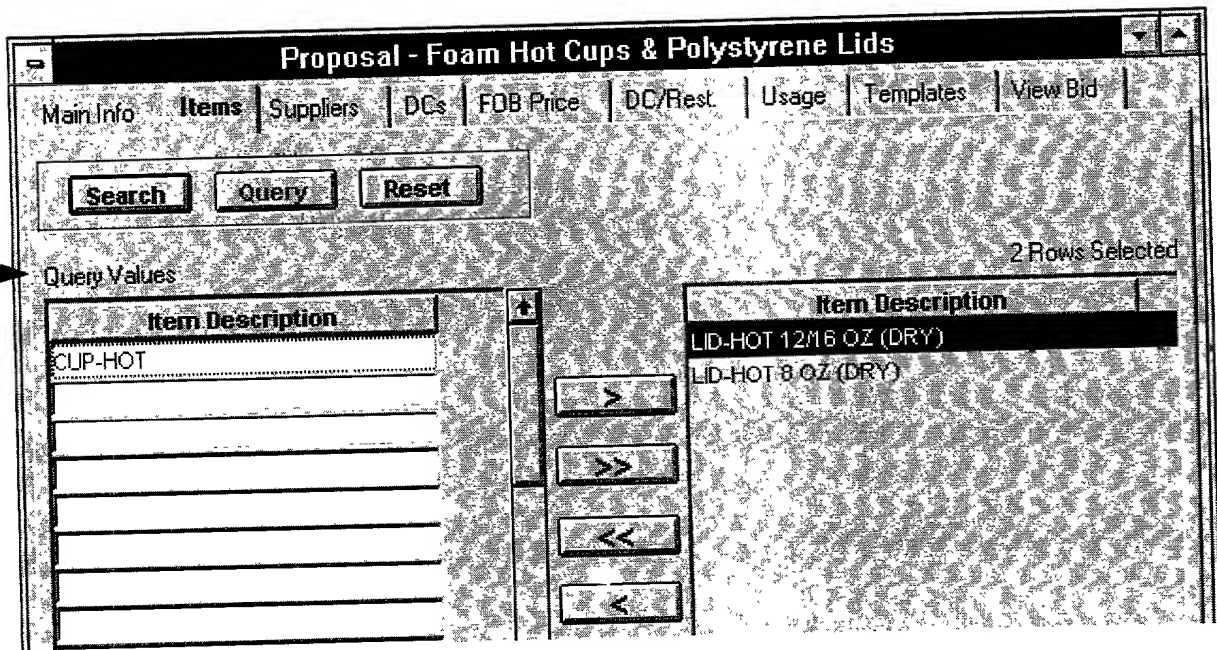 Proposal - Foam Hot Cups & Polystyrene Lids
Main Info Items Suppliers DCs FOB Price DC/Rest. Usage Templates View Bid
Search Query Reset
2 Rows Selected
Query Values
Item Description
CUP-HOT
>
>>
<<
<
Item Description
LID-HOT 12/16 OZ (DRY)
LID-HOT 8 OZ (DRY)